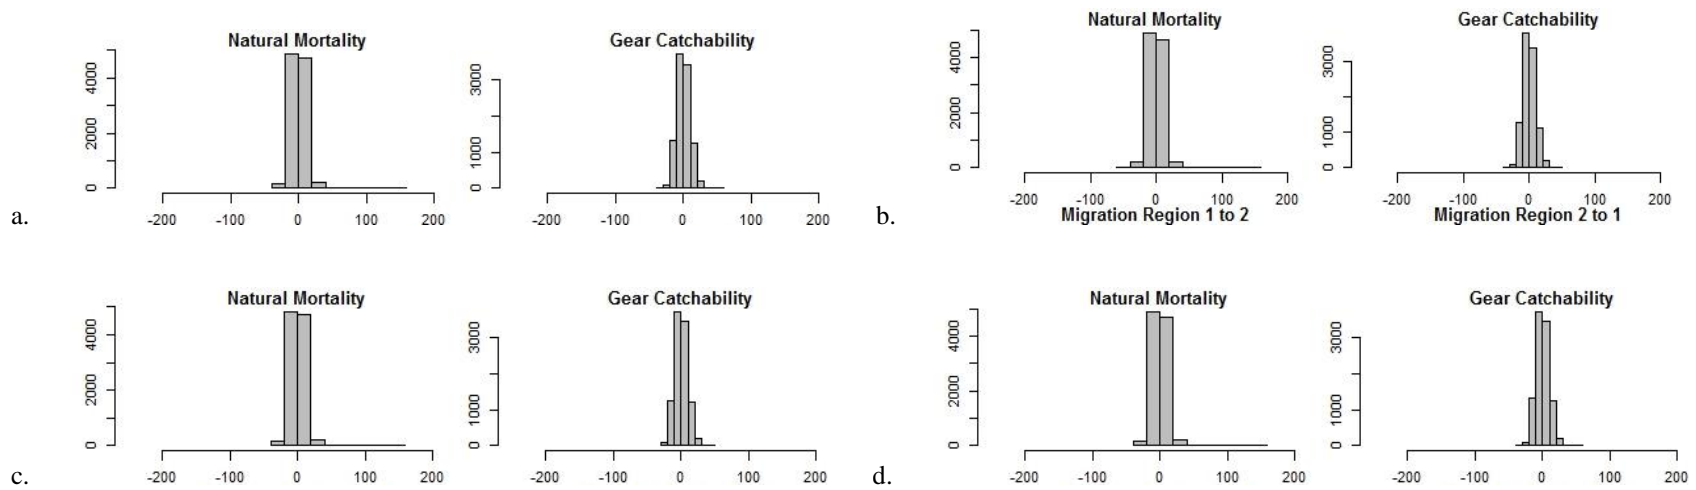 Natural Mortality
Gear Catchability
4000
2000
0
3000
1000
0
-200 -100 0 100 200
-200 -100 0 100 200
a.
Natural Mortality
Gear Catchability
4000
2000
0
3000
1000
0
-200 -100 0 100 200
-200 -100 0 100 200
Migration Region 1 to 2
Migration Region 2 to 1
b.
Natural Mortality
Gear Catchability
4000
2000
0
3000
1000
0
-200 -100 0 100 200
-200 -100 0 100 200
c.
Natural Mortality
Gear Catchability
4000
2000
0
3000
1000
0
-200 -100 0 100 200
-200 -100 0 100 200
d.